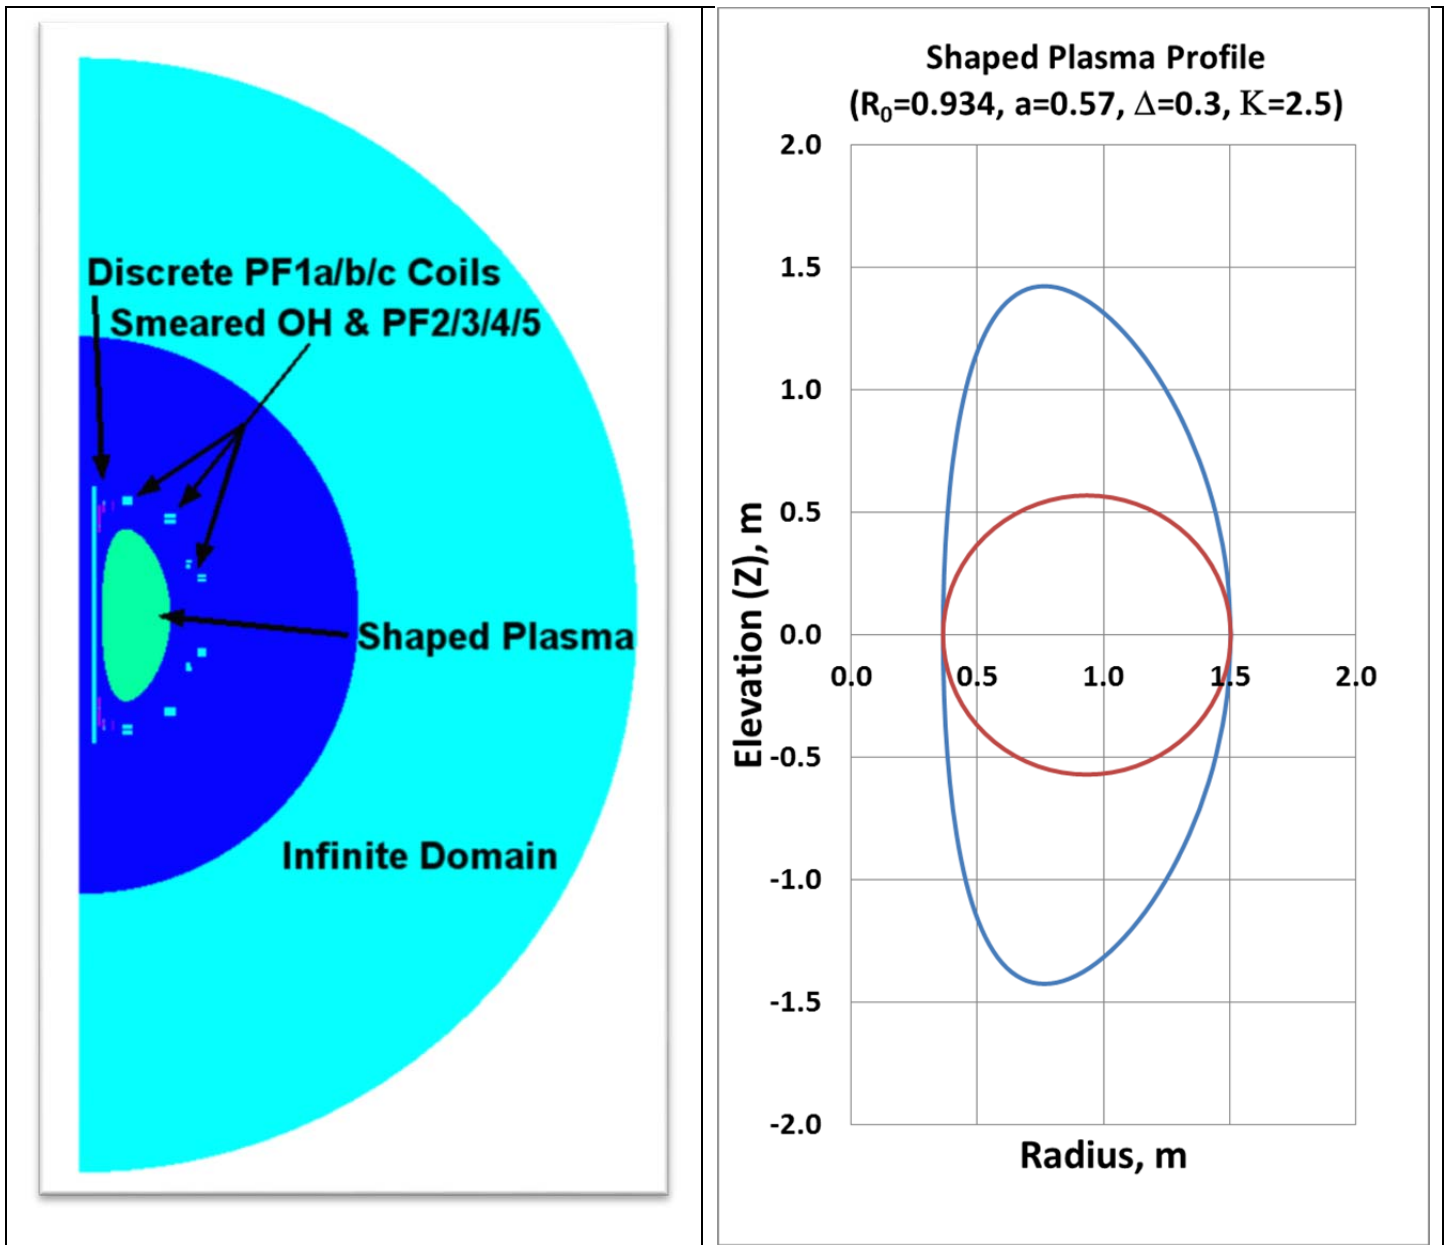 Discrete PF1a/b/c Coils
Smeared OH & PF2/3/4/5
Shaped Plasma
Infinite Domain
Shaped Plasma Profile
(R₀=0.934, a=0.57, Δ=0.3, K=2.5)
2.0
1.5
1.0
0.5
0.0
-0.5
-1.0
-1.5
-2.0
0.0 0.5 1.0 1.5 2.0
Elevation (Z), m
Radius, m